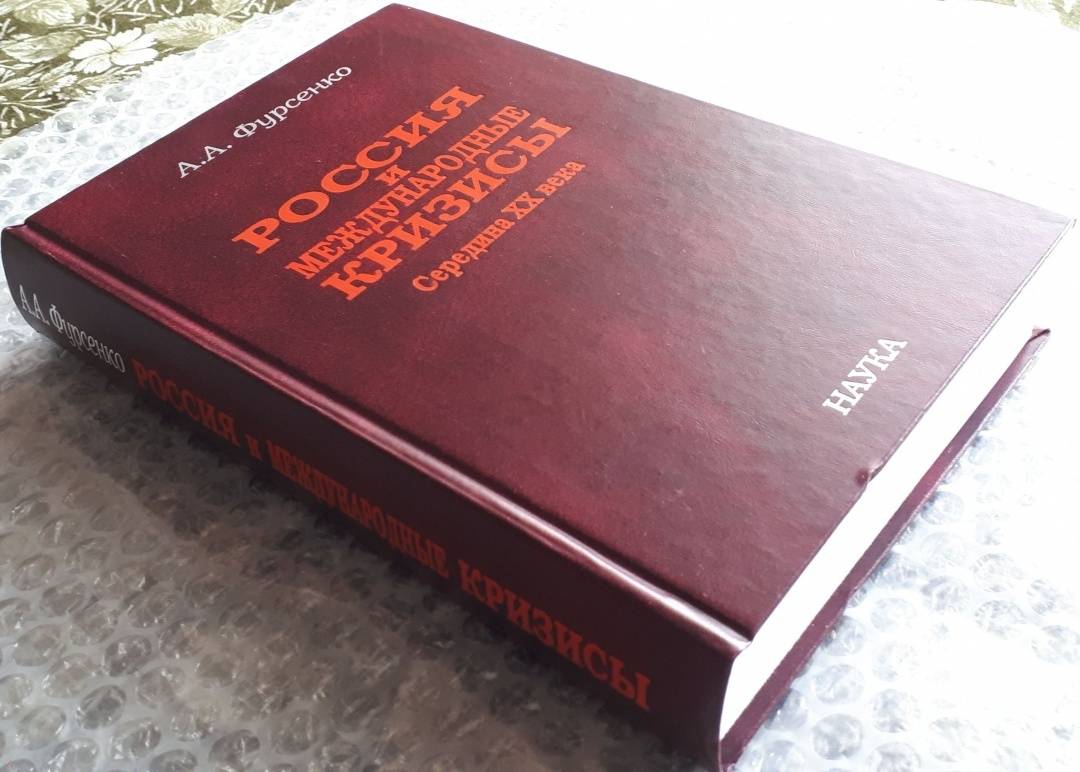 А.А. Фурсенко
РОССИЯ
И
МЕЖДУНАРОДНЫЕ
КРИЗИСЫ
Середина XX века
НАУКА
А.А. Фурсенко РОССИЯ и МЕЖДУНАРОДНЫЕ КРИЗИСЫ